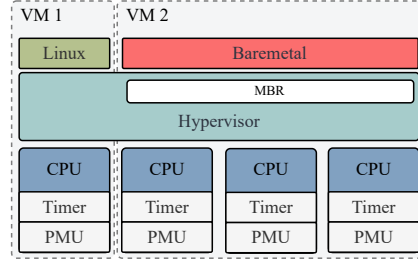 VM 1 VM 2
Linux Baremetal
MBR
Hypervisor
CPU CPU CPU CPU
Timer Timer Timer Timer
PMU PMU PMU PMU